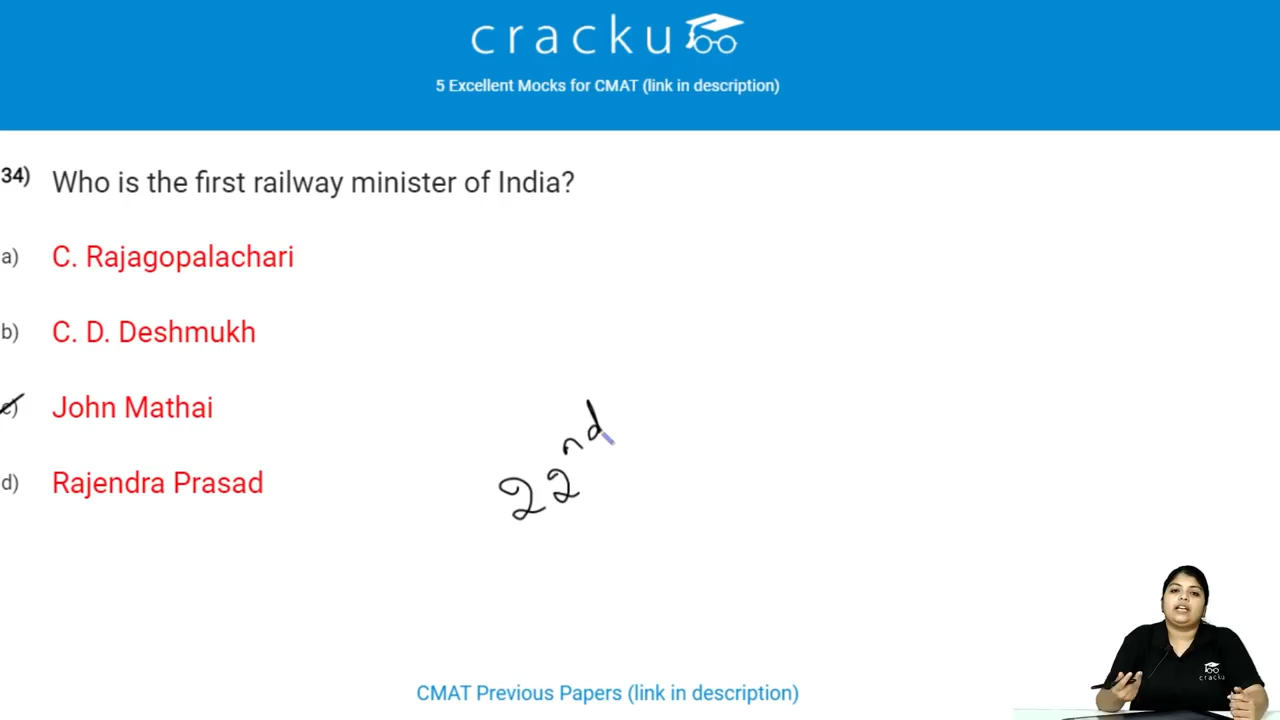 cracku
5 Excellent Mocks for CMAT (link in description)
34) Who is the first railway minister of India?
a) C. Rajagopalachari
b) C. D. Deshmukh
c) John Mathai
d) Rajendra Prasad
22nd
cracku
CMAT Previous Papers (link in description)